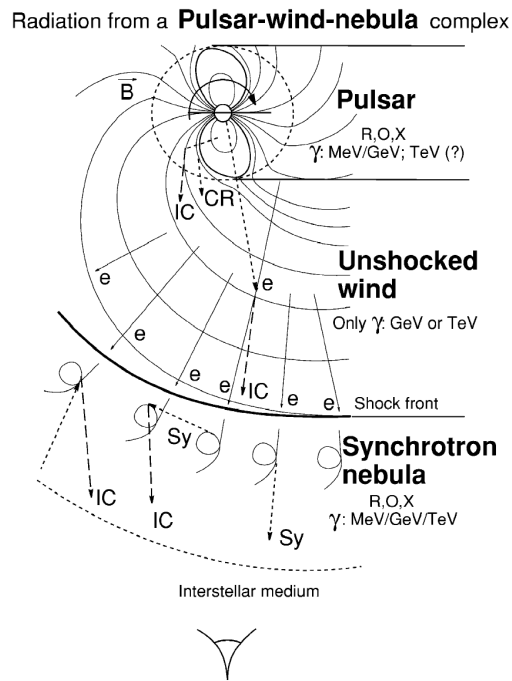 Radiation from a Pulsar-wind-nebula complex
B
Pulsar
R,O,X
γ: MeV/GeV; TeV (?)
CR
IC
Unshocked
wind
e
e
Only γ: GeV or TeV
e
e
e
IC
e
e
Shock front
Sy
Synchrotron
nebula
R,O,X
γ: MeV/GeV/TeV
IC
IC
Sy
Interstellar medium